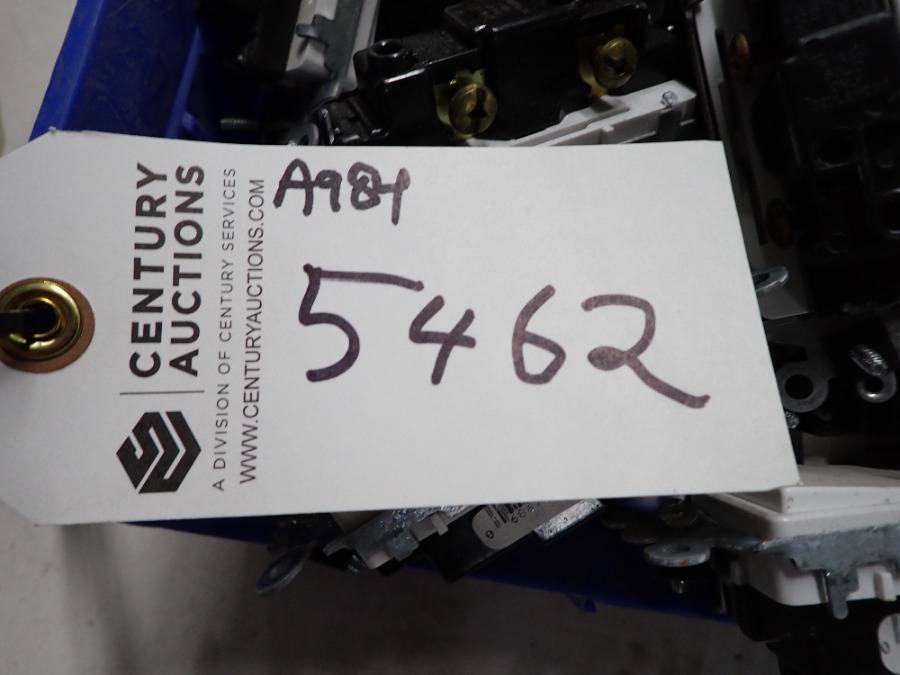 CENTURY
AUCTIONS
A DIVISION OF CENTURY SERVICES
WWW.CENTURYAUCTIONS.COM
A984
5462